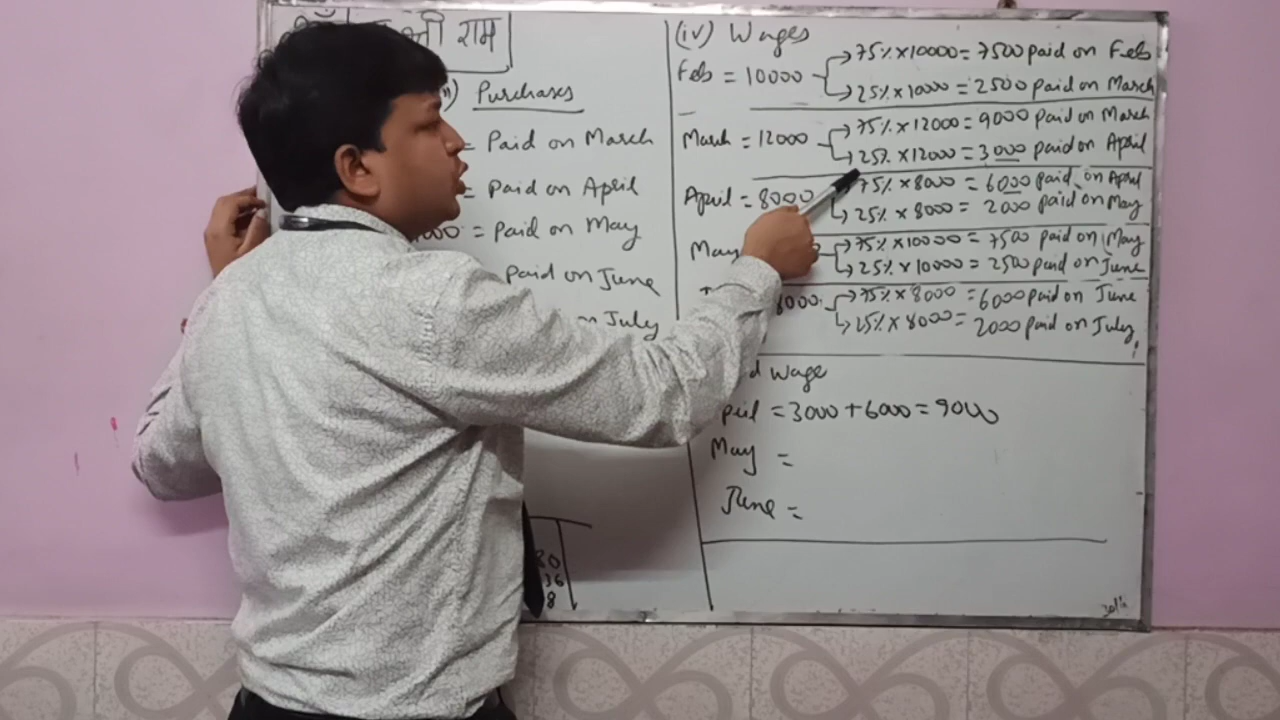 राम
Purchases
= Paid on March
= Paid on April
= Paid on May
Paid on June
July
(iv) Wages
Feb = 10000
75% x 10000 = 7500 paid on Feb
25% x 1000 = 2500 paid on March
March = 12000
75% x 12000 = 9000 paid on March
25% x 12000 = 3000 paid on April
April = 8000
75% x 8000 = 6000 paid on April
25% x 8000 = 2000 paid on May
May
75% x 10000 = 7500 paid on May
25% x 10000 = 2500 paid on June
8000
75% x 8000 = 6000 paid on June
25% x 8000 = 2000 paid on July
wage
= 3000 + 6000 = 9000
May =
June =
80
36
8